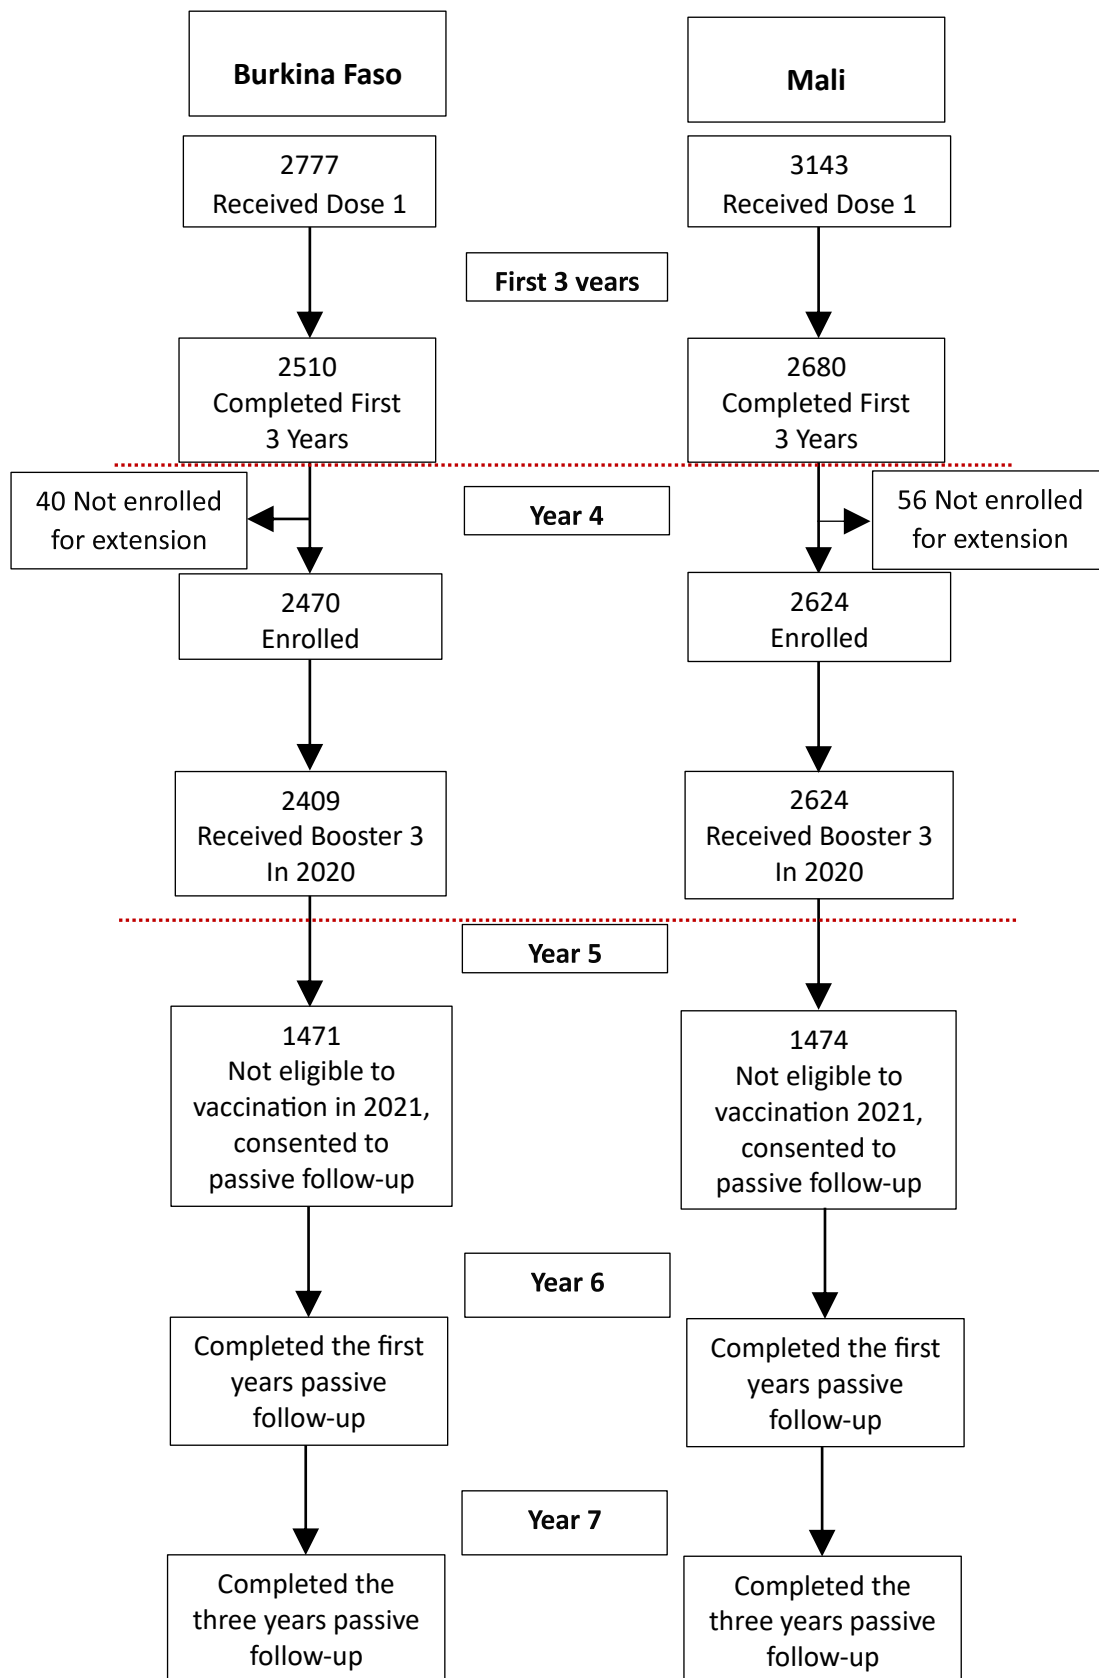 Burkina Faso
Mali
2777
Received Dose 1
3143
Received Dose 1
First 3 years
2510
Completed First
3 Years
2680
Completed First
3 Years
40 Not enrolled
for extension
Year 4
56 Not enrolled
for extension
2470
Enrolled
2624
Enrolled
2409
Received Booster 3
In 2020
2624
Received Booster 3
In 2020
Year 5
1471
Not eligible to
vaccination in 2021,
consented to
passive follow-up
1474
Not eligible to
vaccination 2021,
consented to
passive follow-up
Year 6
Completed the first
years passive
follow-up
Completed the first
years passive
follow-up
Year 7
Completed the
three years passive
follow-up
Completed the
three years passive
follow-up